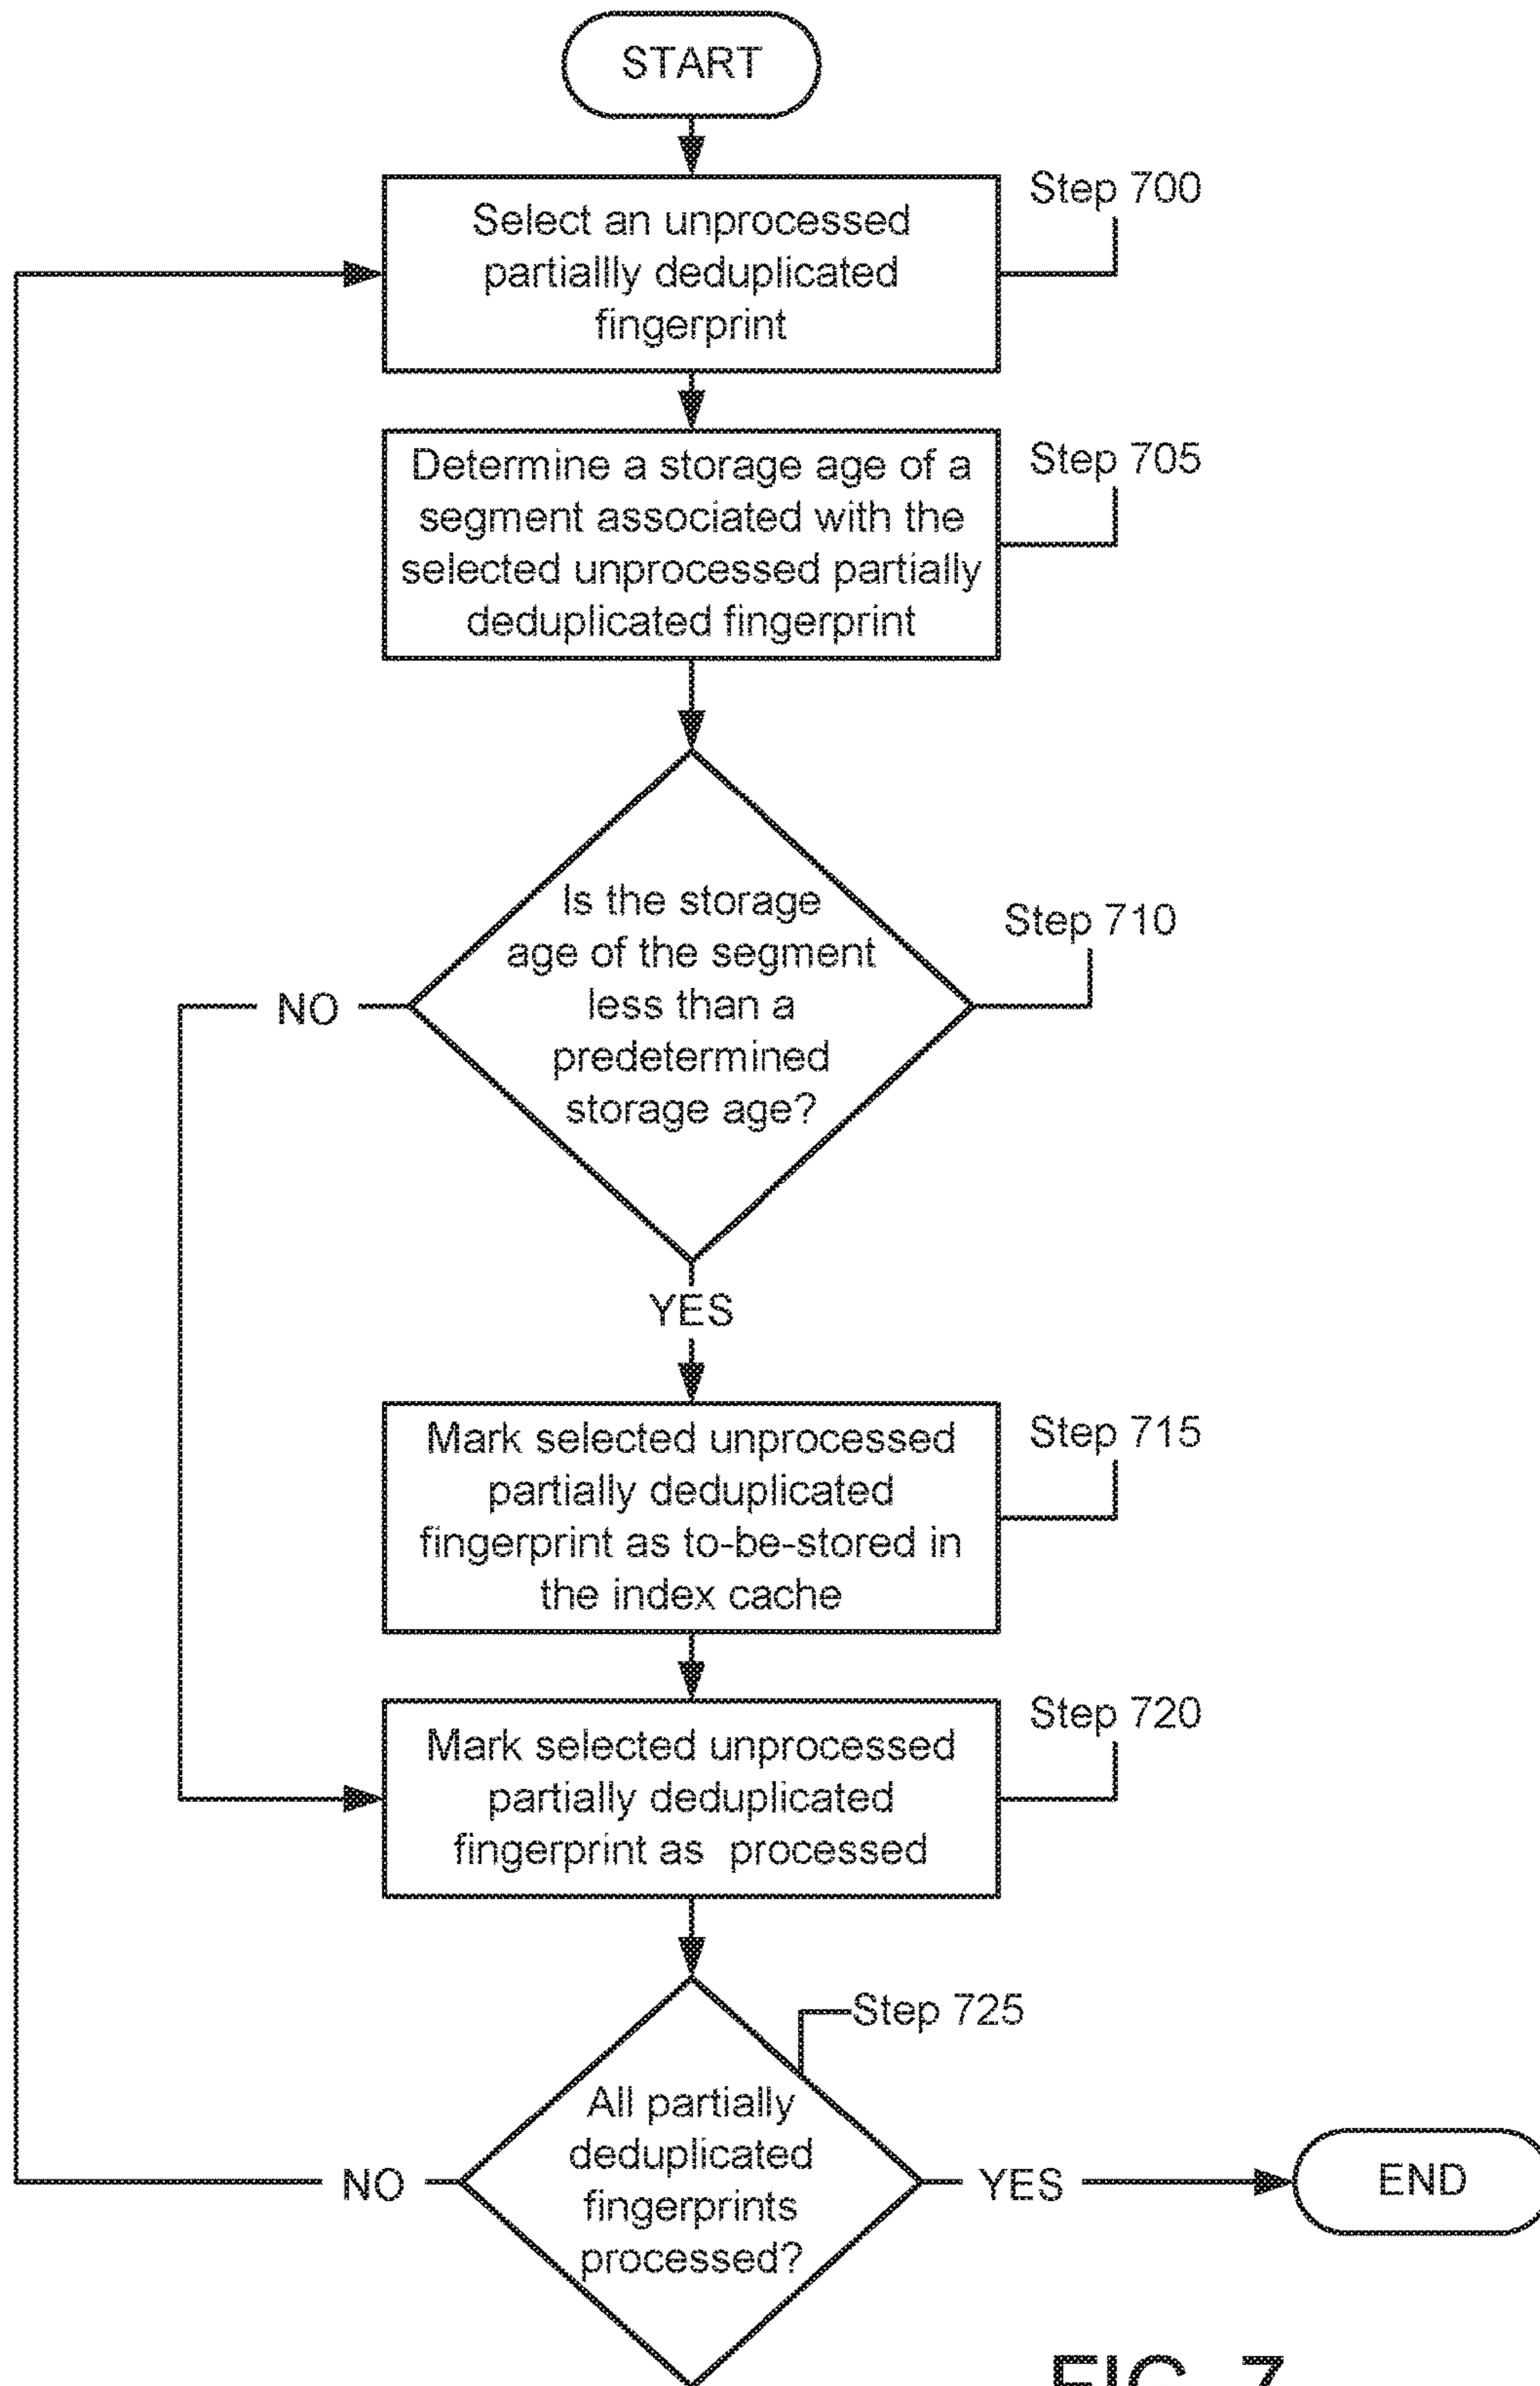 START
Step 700
Select an unprocessed
partiallly deduplicated
fingerprint
Step 705
Determine a storage age of a
segment associated with the
selected unprocessed partially
deduplicated fingerprint
Step 710
Is the storage
age of the segment
less than a
predetermined
storage age?
NO
YES
Step 715
Mark selected unprocessed
partially deduplicated
fingerprint as to-be-stored in
the index cache
Step 720
Mark selected unprocessed
partially deduplicated
fingerprint as processed
Step 725
All partially
deduplicated
fingerprints
processed?
NO
YES
END
FIG. 7